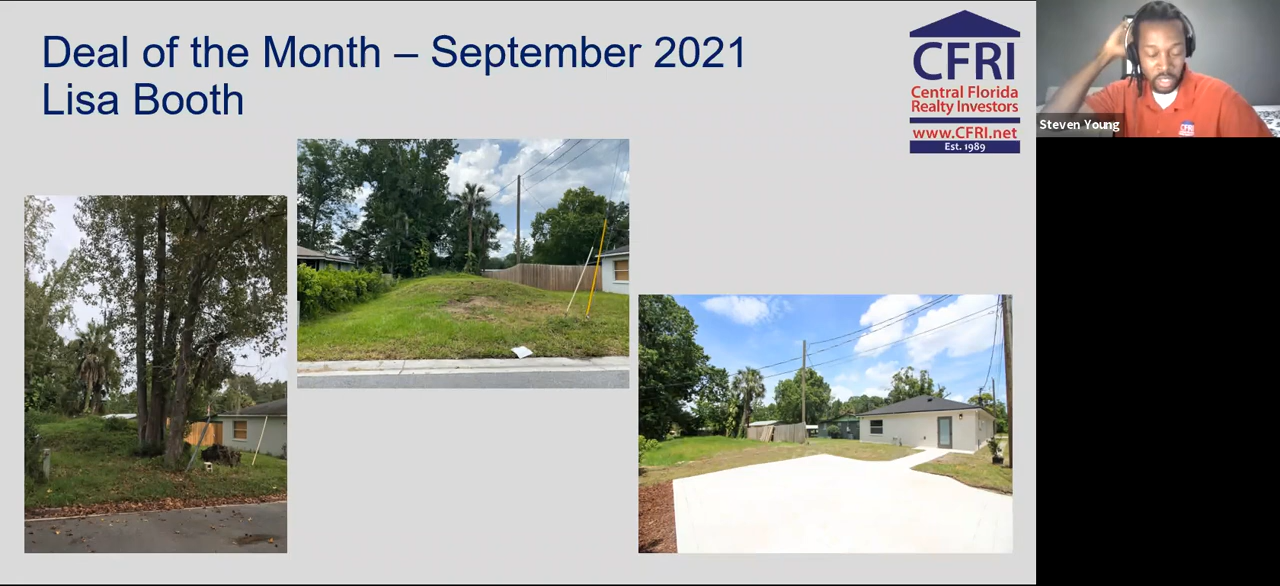 Deal of the Month – September 2021
Lisa Booth
CFRI
Central Florida
Realty Investors
www.CFRI.net
Est. 1989
Steven Young